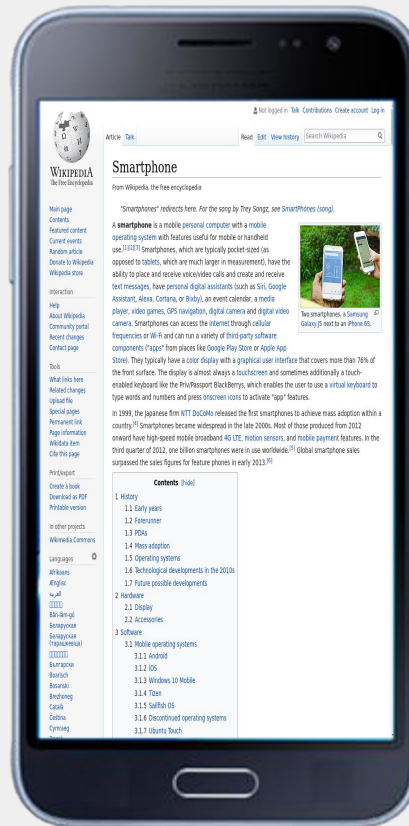 Not logged in Talk Contributions Create account Log in
Article Talk
Read Edit View history Search Wikipedia
WIKIPEDIA
The Free Encyclopedia
Main page
Contents
Featured content
Current events
Random article
Donate to Wikipedia
Wikipedia store
Interaction
Help
About Wikipedia
Community portal
Recent changes
Contact page
Tools
What links here
Related changes
Upload file
Special pages
Permanent link
Page information
Wikidata item
Cite this page
Print/export
Create a book
Download as PDF
Printable version
In other projects
Wikimedia Commons
Languages
Afrikaans
Ænglisc
العربية
Bân-lâm-gú
Беларуская
Беларуская
(тарашкевіца)
Български
Boarisch
Bosanski
Brezhoneg
Català
Čeština
Cymraeg
Smartphone
From Wikipedia, the free encyclopedia
"Smartphones" redirects here. For the song by Trey Songz, see SmartPhones (song).
A smartphone is a mobile personal computer with a mobile
operating system with features useful for mobile or handheld
use.[1][2][3] Smartphones, which are typically pocket-sized (as
opposed to tablets, which are much larger in measurement), have the
ability to place and receive voice/video calls and create and receive
text messages, have personal digital assistants (such as Siri, Google
Assistant, Alexa, Cortana, or Bixby), an event calendar, a media
player, video games, GPS navigation, digital camera and digital video
camera. Smartphones can access the Internet through cellular
frequencies or Wi-Fi and can run a variety of third-party software
components ("apps" from places like Google Play Store or Apple App
Store). They typically have a color display with a graphical user interface that covers more than 76% of
the front surface. The display is almost always a touchscreen and sometimes additionally a touch-
enabled keyboard like the Priv/Passport BlackBerrys, which enables the user to use a virtual keyboard to
type words and numbers and press onscreen icons to activate "app" features.
Two smartphones, a Samsung
Galaxy J5 next to an iPhone 6S.
In 1999, the Japanese firm NTT DoCoMo released the first smartphones to achieve mass adoption within a
country.[4] Smartphones became widespread in the late 2000s. Most of those produced from 2012
onward have high-speed mobile broadband 4G LTE, motion sensors, and mobile payment features. In the
third quarter of 2012, one billion smartphones were in use worldwide.[5] Global smartphone sales
surpassed the sales figures for feature phones in early 2013.[6]
Contents [hide]
1 History
1.1 Early years
1.2 Forerunner
1.3 PDAs
1.4 Mass adoption
1.5 Operating systems
1.6 Technological developments in the 2010s
1.7 Future possible developments
2 Hardware
2.1 Display
2.2 Accessories
3 Software
3.1 Mobile operating systems
3.1.1 Android
3.1.2 iOS
3.1.3 Windows 10 Mobile
3.1.4 Tizen
3.1.5 Sailfish OS
3.1.6 Discontinued operating systems
3.1.7 Ubuntu Touch